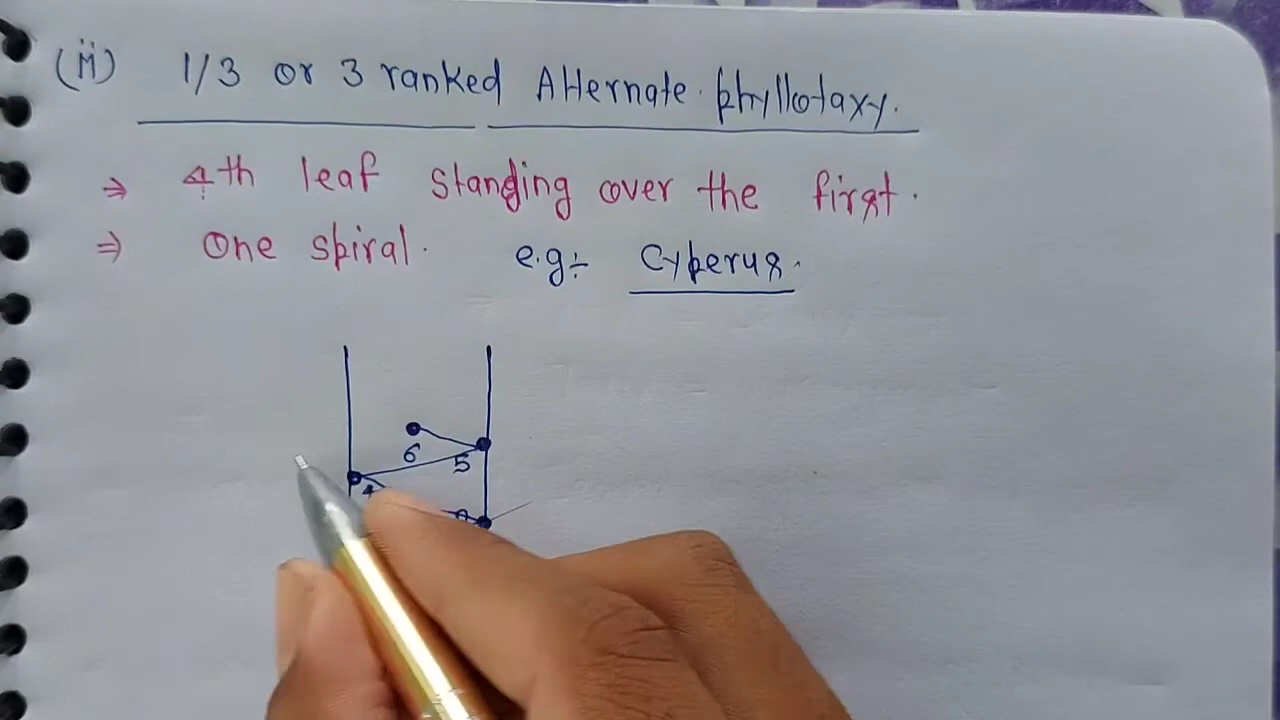 (ii) 1/3 or 3 ranked Alternate phyllotaxy.
⇒ 4th leaf standing over the first.
⇒ One spiral. e.g:- Cyperus.
6
5
4